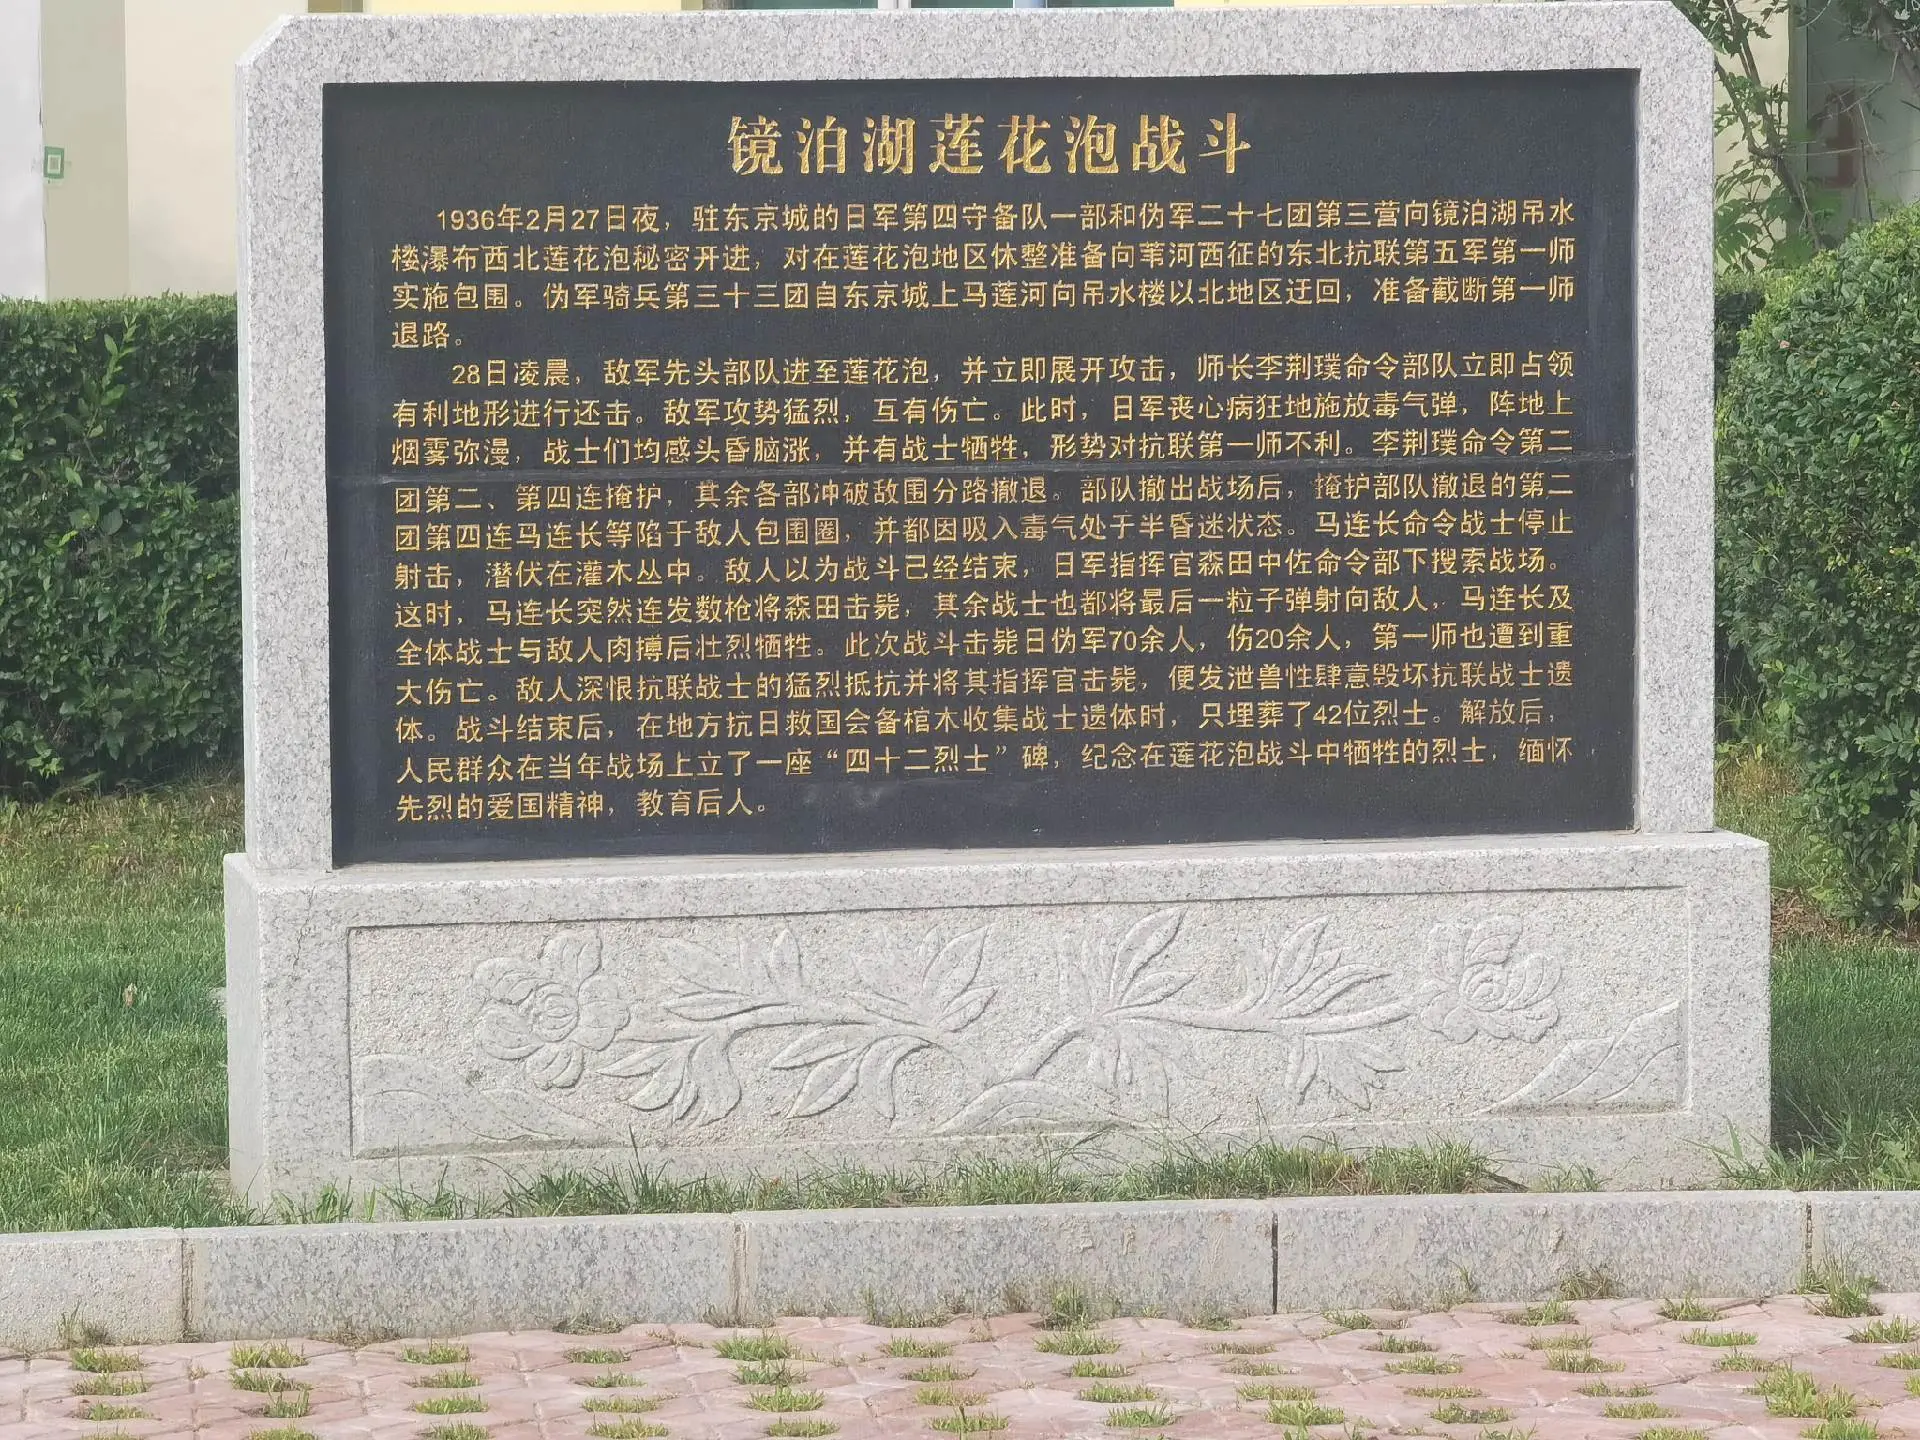 镜泊湖莲花泡战斗
1936年2月27日夜，驻东京城的日军第四守备队一部和伪军二十七团第三营向镜泊湖吊水
楼瀑布西北莲花泡秘密开进，对在莲花泡地区休整准备向苇河西征的东北抗联第五军第一师
实施包围。伪军骑兵第三十三团自东京城上马莲河向吊水楼以北地区迂回，准备截断第一师
退路。
28日凌晨，敌军先头部队进至莲花泡，并立即展开攻击，师长李荆璞命令部队立即占领
有利地形进行还击。敌军攻势猛烈，互有伤亡。此时，日军丧心病狂地施放毒气弹，阵地上
烟雾弥漫，战士们均感头昏脑涨，并有战士牺牲，形势对抗联第一师不利。李荆璞命令第二
团第二、第四连掩护，其余各部冲破敌围分路撤退。部队撤出战场后，掩护部队撤退的第二
团第四连马连长等陷于敌人包围圈，并都因吸入毒气处于半昏迷状态。马连长命令战士停止
射击，潜伏在灌木丛中。敌人以为战斗已经结束，日军指挥官森田中佐命令部下搜索战场。
这时，马连长突然连发数枪将森田击毙，其余战士也都将最后一粒子弹射向敌人，马连长及
全体战士与敌人肉搏后壮烈牺牲。此次战斗击毙日伪军70余人，伤20余人，第一师也遭到重
大伤亡。敌人深恨抗联战士的猛烈抵抗并将其指挥官击毙，便发泄兽性肆意毁坏抗联战士遗
体。战斗结束后，在地方抗日救国会备棺木收集战士遗体时，只埋葬了42位烈士。解放后，
人民群众在当年战场上立了一座“四十二烈士”碑，纪念在莲花泡战斗中牺牲的烈士，缅怀
先烈的爱国精神，教育后人。